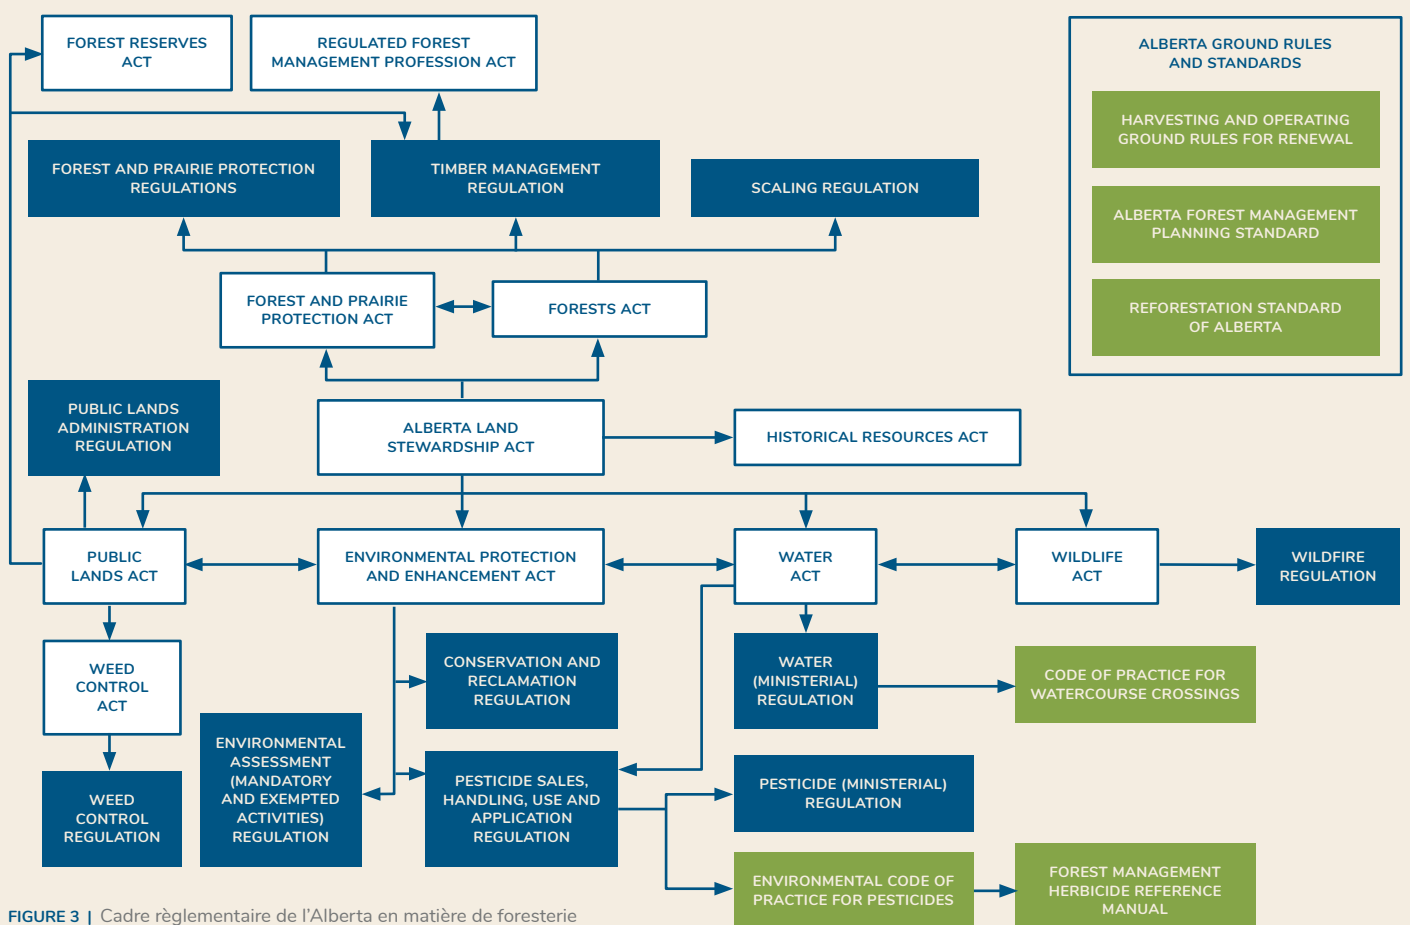 FOREST RESERVES
ACT
REGULATED FOREST
MANAGEMENT PROFESSION ACT
ALBERTA GROUND RULES
AND STANDARDS
HARVESTING AND OPERATING
GROUND RULES FOR RENEWAL
ALBERTA FOREST MANAGEMENT
PLANNING STANDARD
REFORESTATION STANDARD
OF ALBERTA
FOREST AND PRAIRIE PROTECTION
REGULATIONS
TIMBER MANAGEMENT
REGULATION
SCALING REGULATION
FOREST AND PRAIRIE
PROTECTION ACT
FORESTS ACT
PUBLIC LANDS
ADMINISTRATION
REGULATION
ALBERTA LAND
STEWARDSHIP ACT
HISTORICAL RESOURCES ACT
PUBLIC
LANDS ACT
ENVIRONMENTAL PROTECTION
AND ENHANCEMENT ACT
WATER
ACT
WILDLIFE
ACT
WILDFIRE
REGULATION
WEED
CONTROL
ACT
CONSERVATION AND
RECLAMATION
REGULATION
WATER
(MINISTERIAL)
REGULATION
CODE OF PRACTICE FOR
WATERCOURSE CROSSINGS
WEED
CONTROL
REGULATION
ENVIRONMENTAL
ASSESSMENT
(MANDATORY
AND EXEMPTED
ACTIVITIES)
REGULATION
PESTICIDE SALES,
HANDLING, USE AND
APPLICATION
REGULATION
PESTICIDE (MINISTERIAL)
REGULATION
ENVIRONMENTAL CODE OF
PRACTICE FOR PESTICIDES
FOREST MANAGEMENT
HERBICIDE REFERENCE
MANUAL
FIGURE 3 | Cadre règlementaire de l'Alberta en matière de foresterie